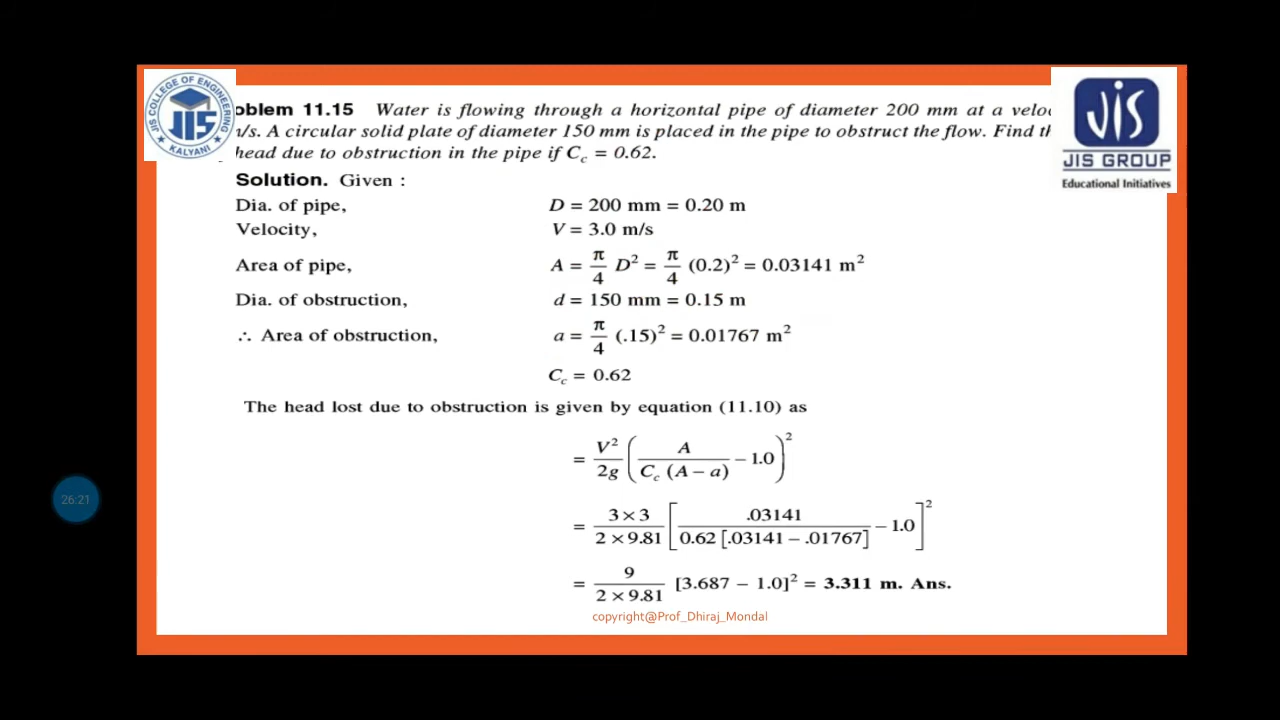 JIS COLLEGE OF ENGINEERING
JIS
KALYANI
JIS
JIS GROUP
Educational Initiatives
oblem 11.15 Water is flowing through a horizontal pipe of diameter 200 mm at a velo
/s. A circular solid plate of diameter 150 mm is placed in the pipe to obstruct the flow. Find th
head due to obstruction in the pipe if C_c = 0.62.
Solution. Given :
Dia. of pipe, D = 200 mm = 0.20 m
Velocity, V = 3.0 m/s
Area of pipe, A = π/4 D² = π/4 (0.2)² = 0.03141 m²
Dia. of obstruction, d = 150 mm = 0.15 m
∴ Area of obstruction, a = π/4 (.15)² = 0.01767 m²
C_c = 0.62
The head lost due to obstruction is given by equation (11.10) as
= V²/2g (A/C_c (A – a) – 1.0)²
= 3 × 3/2 × 9.81 [.03141/0.62 [.03141 – .01767] – 1.0]²
= 9/2 × 9.81 [3.687 – 1.0]² = 3.311 m. Ans.
copyright@Prof_Dhiraj_Mondal
26:21